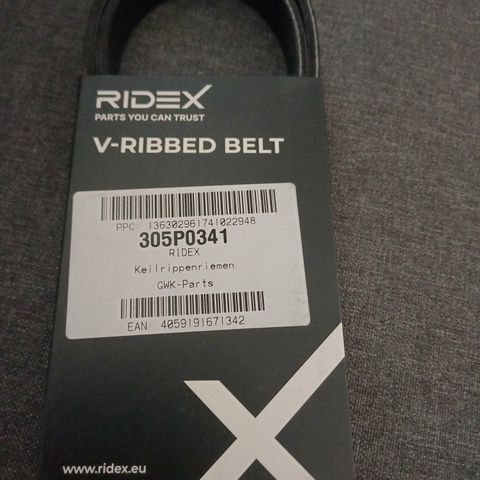 RIDEX
PARTS YOU CAN TRUST
V-RIBBED BELT
PPC: 136302961741022948
305P0341
RIDEX
Keilrippenriemen
GWK-Parts
EAN: 4059191671342
www.ridex.eu